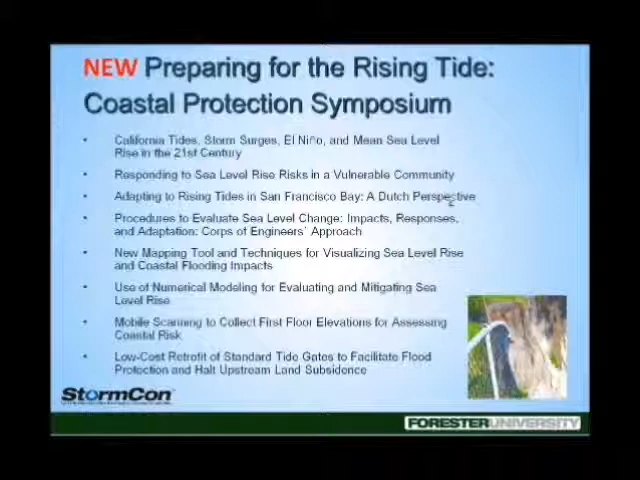 NEW Preparing for the Rising Tide:
Coastal Protection Symposium
• California Tides, Storm Surges, El Niño, and Mean Sea Level
Rise in the 21st Century
• Responding to Sea Level Rise Risks in a Vulnerable Community
• Adapting to Rising Tides in San Francisco Bay: A Dutch Perspective
• Procedures to Evaluate Sea Level Change: Impacts, Responses,
and Adaptation: Corps of Engineers' Approach
• New Mapping Tool and Techniques for Visualizing Sea Level Rise
and Coastal Flooding Impacts
• Use of Numerical Modeling for Evaluating and Mitigating Sea
Level Rise
• Mobile Scanning to Collect First Floor Elevations for Assessing
Coastal Risk
• Low-Cost Retrofit of Standard Tide Gates to Facilitate Flood
Protection and Halt Upstream Land Subsidence
StormCon
FORESTERUNIVERSITY